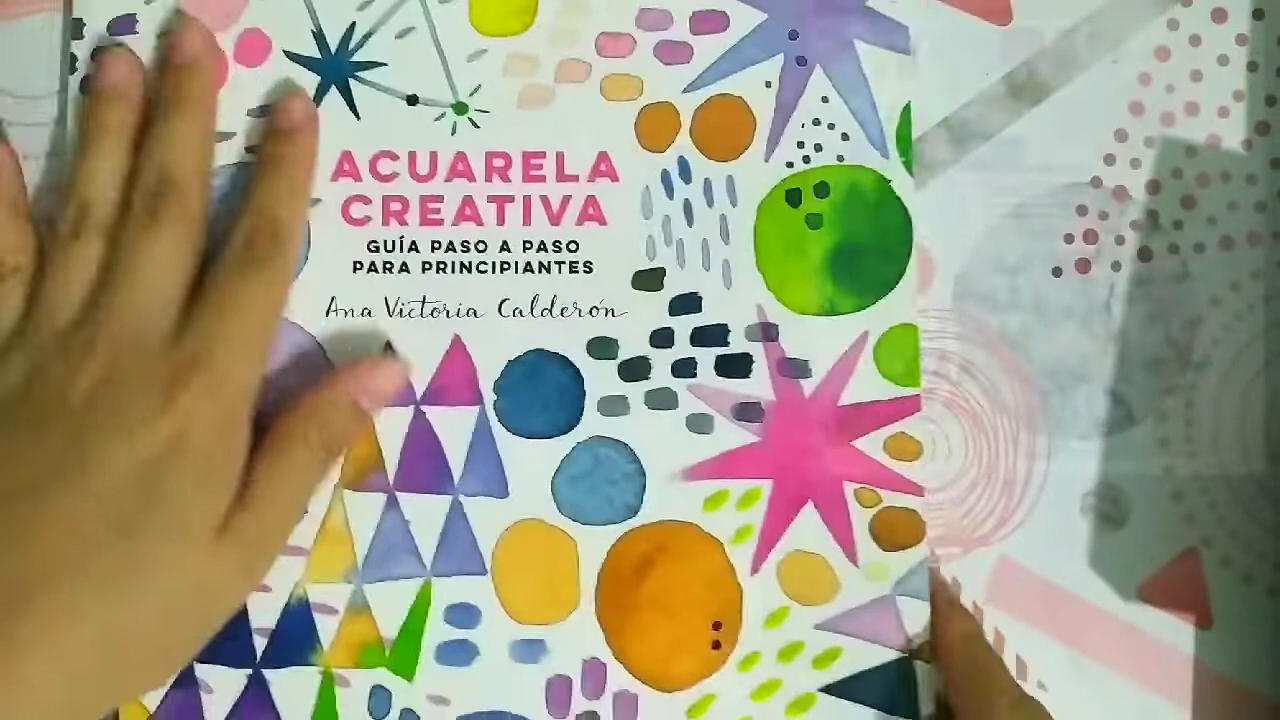 ACUARELA
CREATIVA
GUÍA PASO A PASO
PARA PRINCIPIANTES
Ana Victoria Calderón